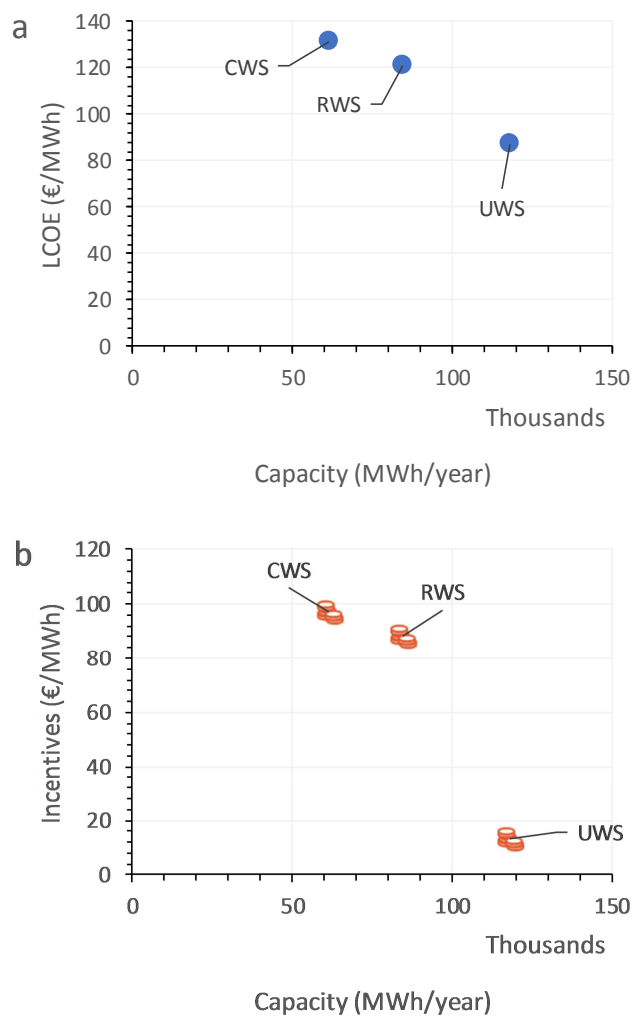 a
LCOE (€/MWh)
140
120
100
80
60
40
20
0
CWS
RWS
UWS
0 50 100 150
Thousands
Capacity (MWh/year)
b
Incentives (€/MWh)
120
100
80
60
40
20
0
CWS
RWS
UWS
0 50 100 150
Thousands
Capacity (MWh/year)